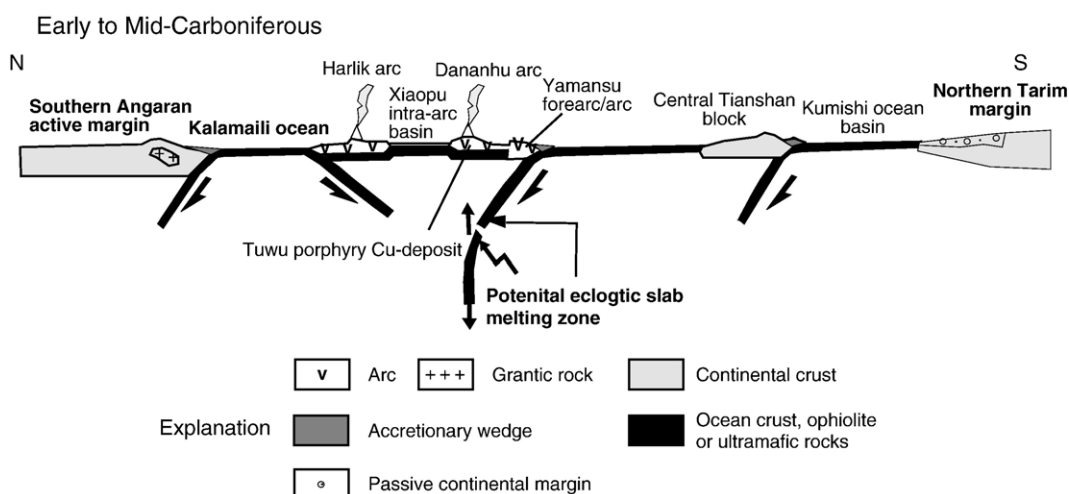 Early to Mid-Carboniferous
N
S
Harlik arc
Dananhu arc
Yamansu
forearc/arc
Xiaopu
intra-arc
basin
Central Tianshan
block
Kumishi ocean
basin
Northern Tarim
margin
Southern Angaran
active margin
Kalamaili ocean
Tuwu porphyry Cu-deposit
Potenital eclogtic slab
melting zone
Explanation
v Arc
+++ Grantic rock
Continental crust
Accretionary wedge
Ocean crust, ophiolite
or ultramafic rocks
Passive continental margin